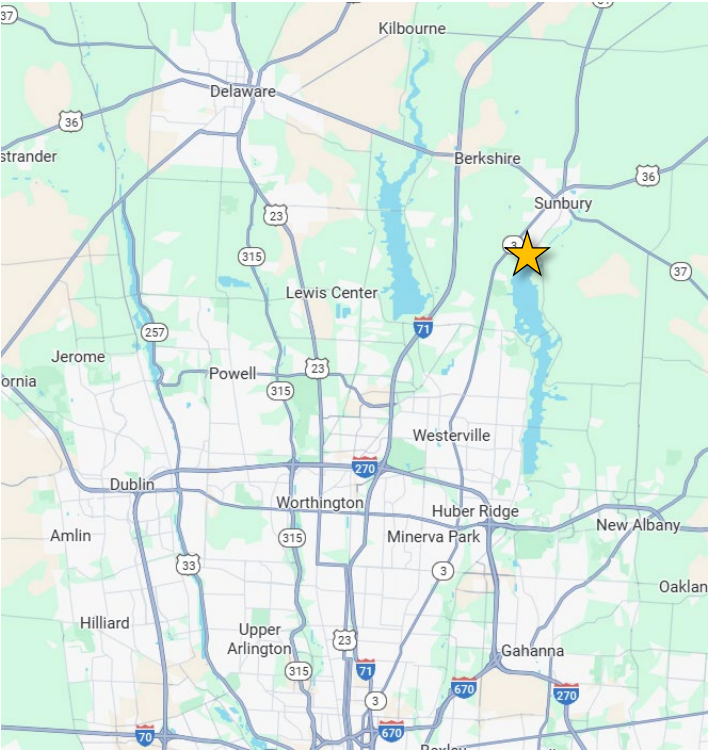 37
Kilbourne
Delaware
36
strander
Berkshire
36
Sunbury
23
3
315
37
Lewis Center
71
257
Jerome
Powell
23
ornia
315
Westerville
270
Dublin
Worthington
Huber Ridge
New Albany
Amlin
315
Minerva Park
33
3
Oaklan
Hilliard
Upper
Arlington
23
Gahanna
315
71
670
270
3
70
670